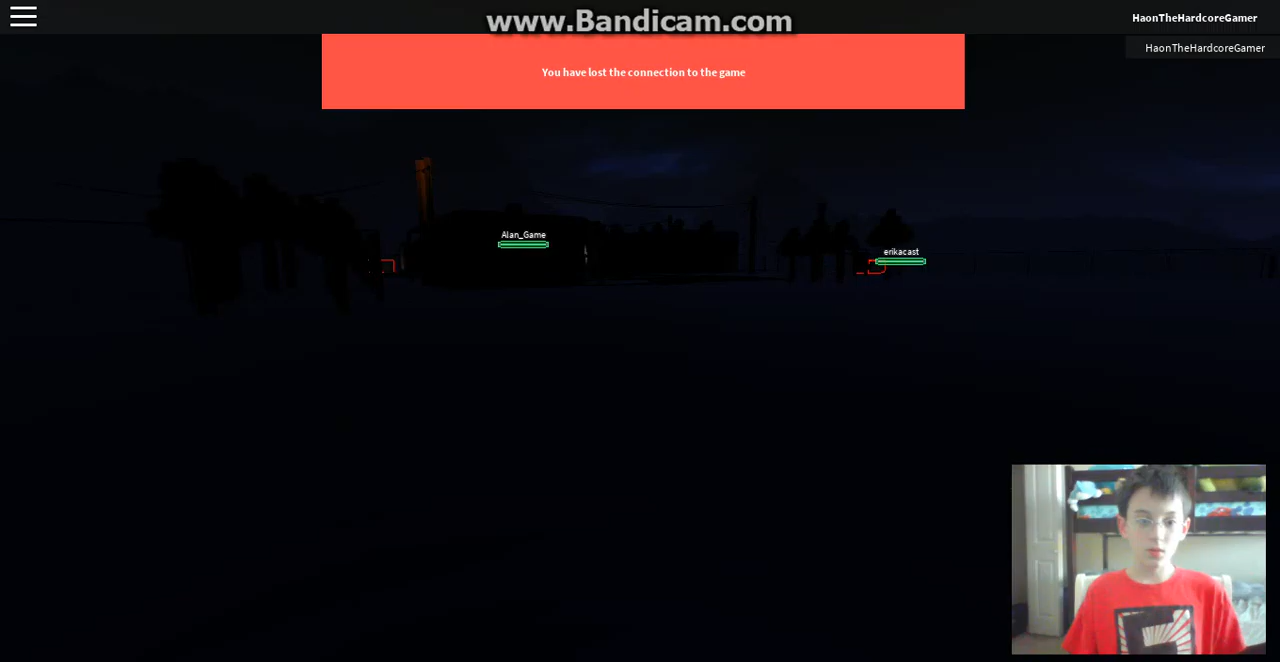 www.Bandicam.com
HaonTheHardcoreGamer
HaonTheHardcoreGamer
You have lost the connection to the game
Alan_Game
erikacast